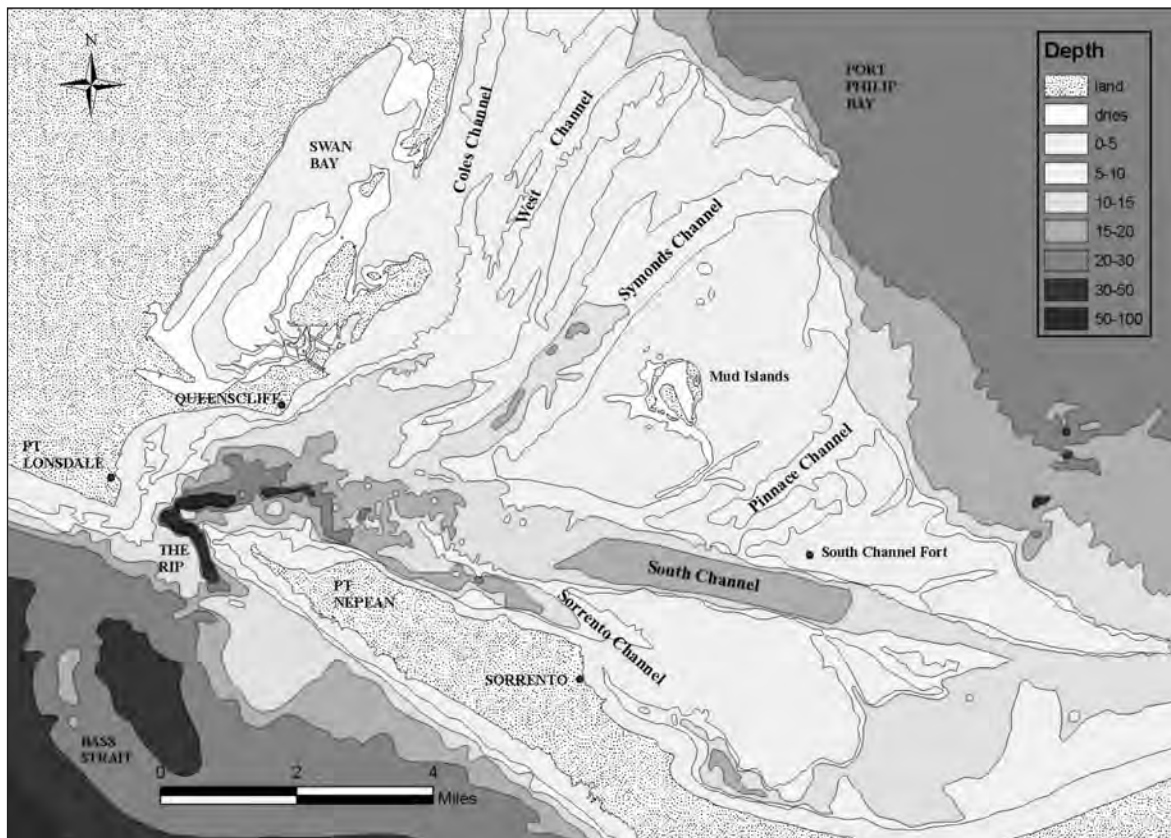 N
Depth
land
dries
0-5
5-10
10-15
15-20
20-30
30-50
50-100
PORT
PHILIP
BAY
SWAN
BAY
Coles Channel
West Channel
Symonds Channel
Mud Islands
QUEENSCLIFF
PT
LONSDALE
Pinnace Channel
South Channel Fort
THE
RIP
PT
NEPEAN
South Channel
Sorrento Channel
SORRENTO
BASS
STRAIT
0 2 4
Miles